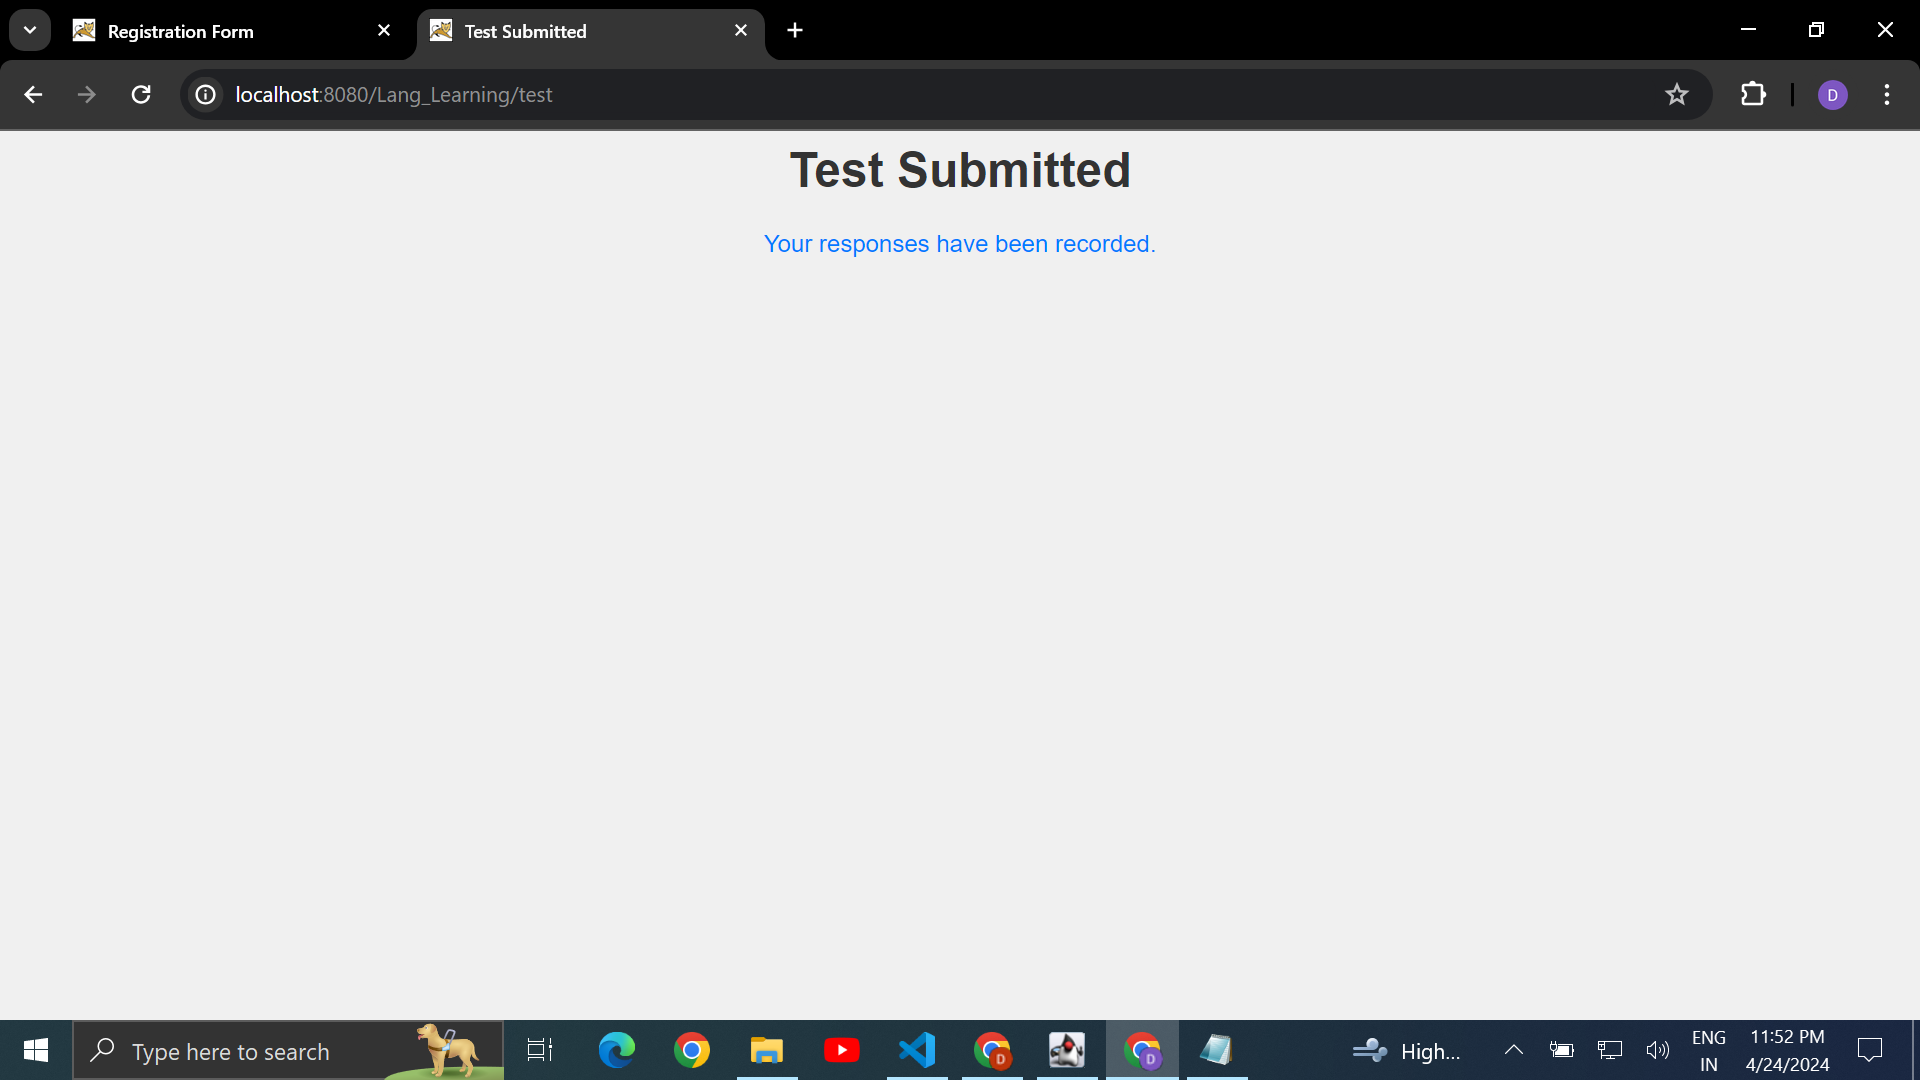 Registration Form
Test Submitted
localhost:8080/Lang_Learning/test
D
Test Submitted
Your responses have been recorded.
Type here to search
D
D
High...
ENG
IN
11:52 PM
4/24/2024